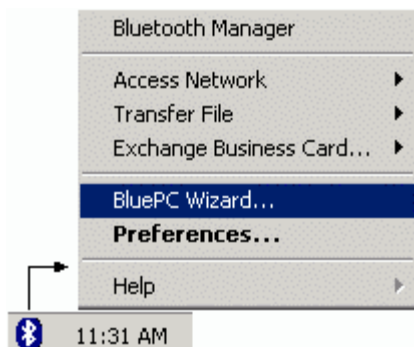 Bluetooth Manager
Access Network
Transfer File
Exchange Business Card...
BluePC Wizard...
Preferences...
Help
11:31 AM